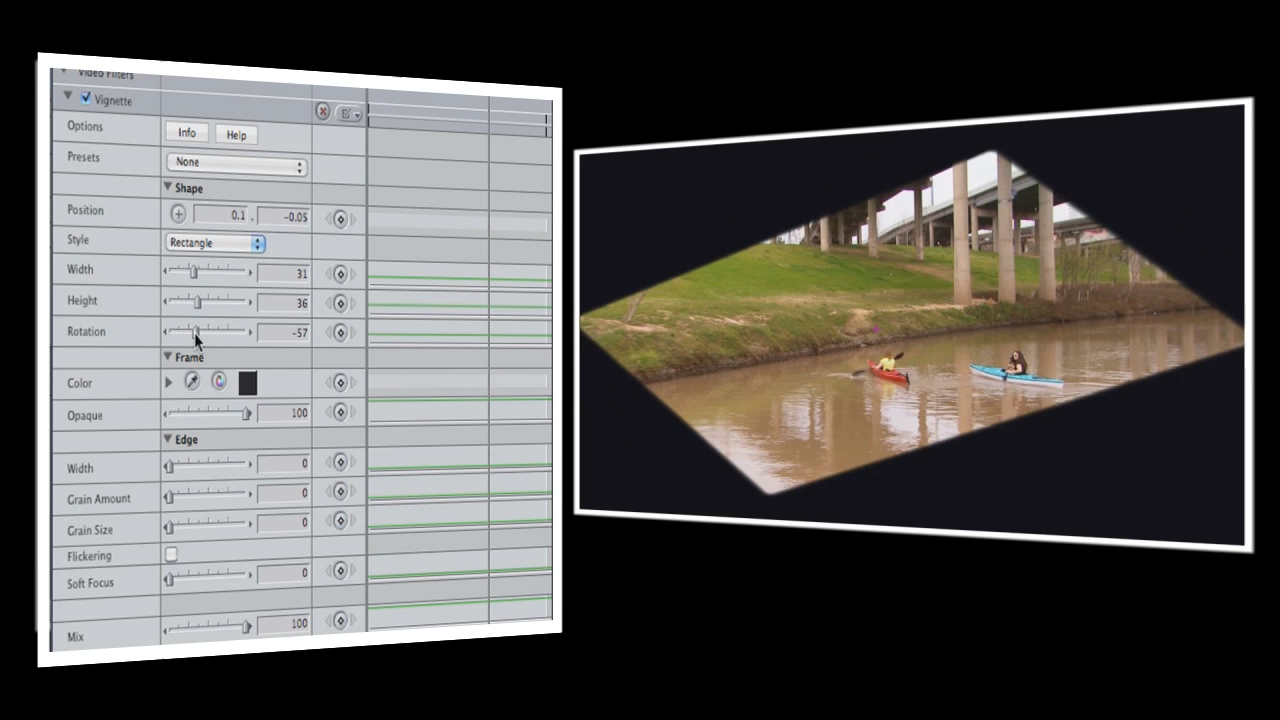 Video Filters
Vignette
Options Info Help
Presets None
Shape
Position 0.1 , -0.05
Style Rectangle
Width 31
Height 36
Rotation -57
Frame
Color
Opaque 100
Edge
Width 0
Grain Amount 0
Grain Size 0
Flickering
Soft Focus 0
Mix 100